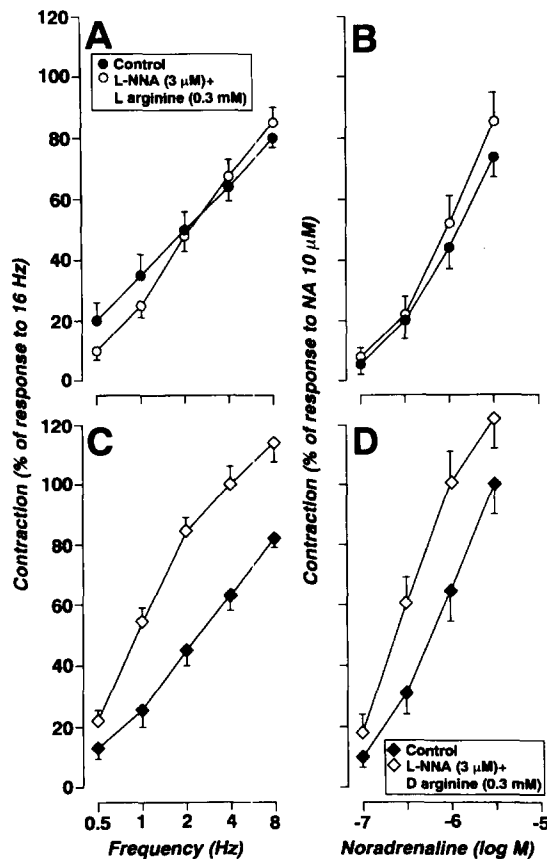 A
B
120
100
80
60
40
20
0
Control
L-NNA (3 μM)+
L arginine (0.3 mM)
Contraction (% of response to 16 Hz)
Contraction (% of response to NA 10 μM)
C
D
120
100
80
60
40
20
0
Control
L-NNA (3 μM)+
D arginine (0.3 mM)
0.5 1 2 4 8
-7 -6 -5
Frequency (Hz)
Noradrenaline (log M)